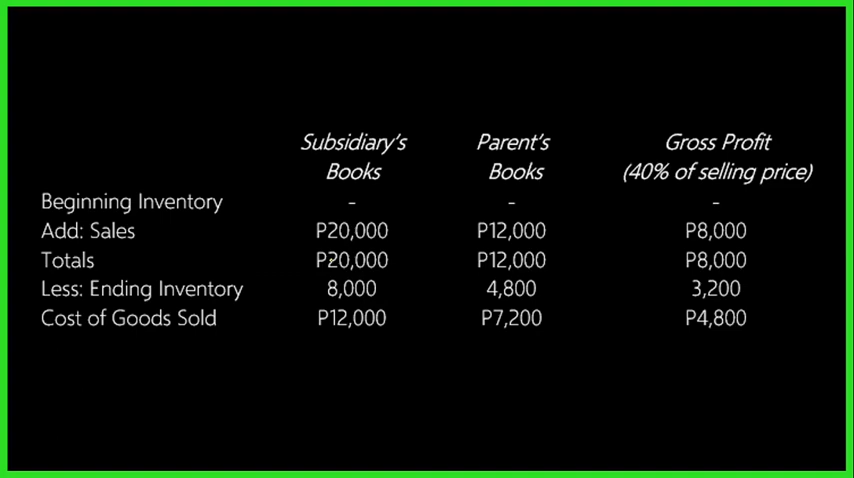 Subsidiary's Parent's Gross Profit
Books Books (40% of selling price)
Beginning Inventory - - -
Add: Sales P20,000 P12,000 P8,000
Totals P20,000 P12,000 P8,000
Less: Ending Inventory 8,000 4,800 3,200
Cost of Goods Sold P12,000 P7,200 P4,800